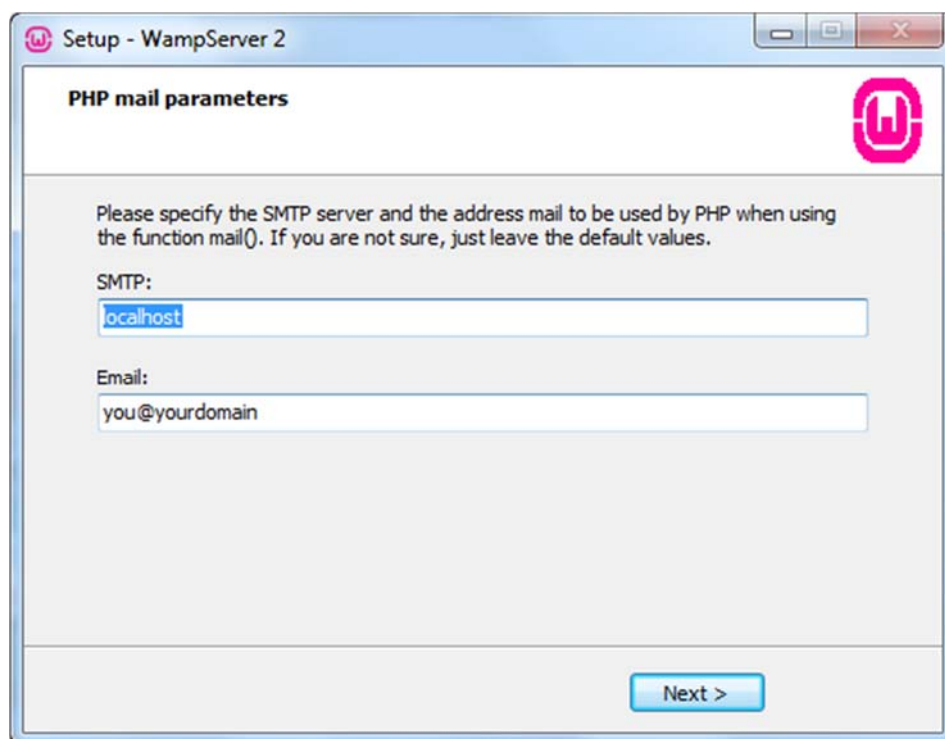 Setup - WampServer 2
PHP mail parameters
Please specify the SMTP server and the address mail to be used by PHP when using
the function mail(). If you are not sure, just leave the default values.
SMTP:
localhost
Email:
you@yourdomain
Next >